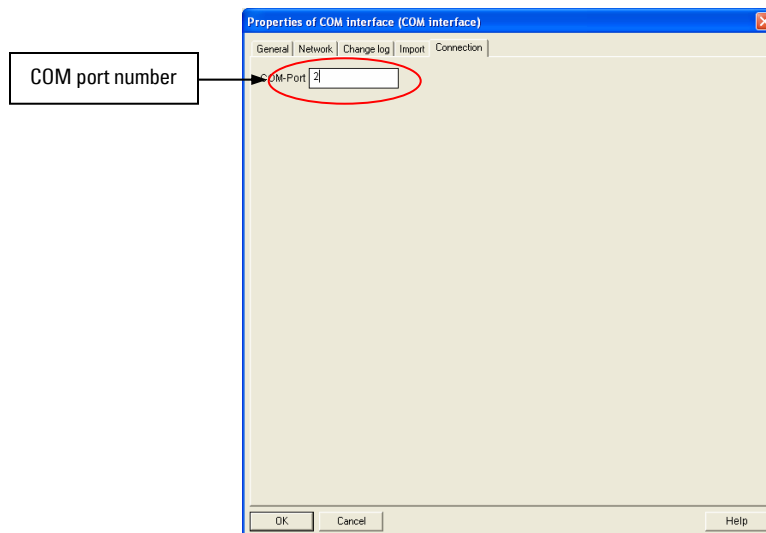 Properties of COM interface (COM interface)
General Network Change log Import Connection
COM port number
COM-Port 2
OK Cancel Help